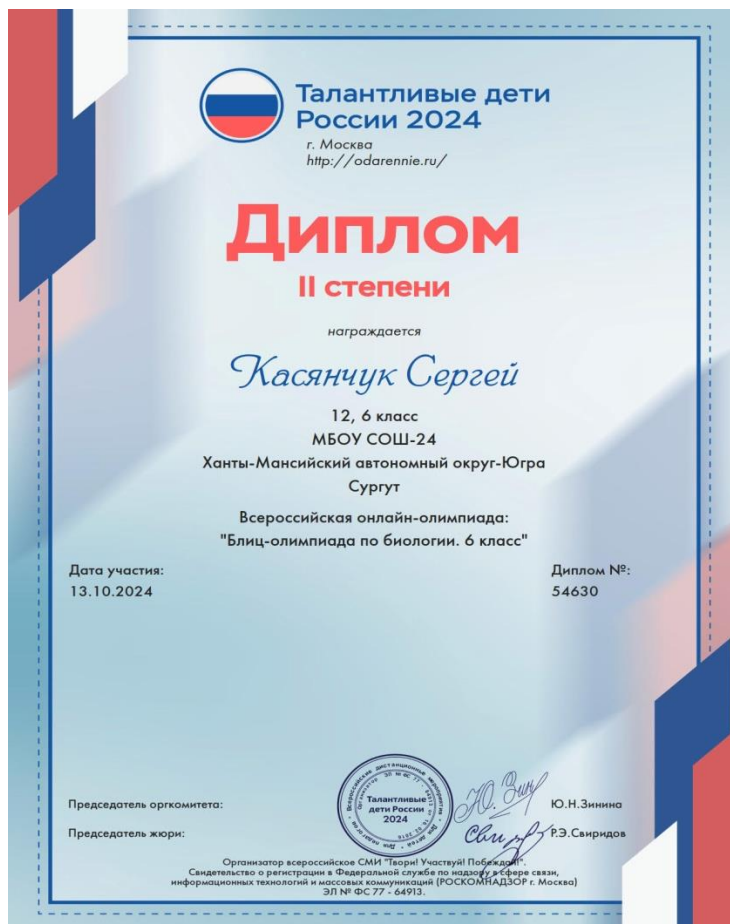 Талантливые дети
России 2024
г. Москва
http://odarennie.ru/
Диплом
II степени
награждается
Касянчук Сергей
12, 6 класс
МБОУ СОШ-24
Ханты-Мансийский автономный округ-Югра
Сургут
Всероссийская онлайн-олимпиада:
"Блиц-олимпиада по биологии. 6 класс"
Дата участия:
13.10.2024
Диплом №:
54630
Председатель оргкомитета:
Ю.Н.Зинина
Председатель жюри:
Р.Э.Свиридов
Талантливые
дети России
2024
Организатор всероссийское СМИ "Твори! Участвуй! Побеждай!".
Свидетельство о регистрации в Федеральной службе по надзору в сфере связи,
информационных технологий и массовых коммуникаций (РОСКОМНАДЗОР г. Москва)
ЭЛ № ФС 77 - 64913.